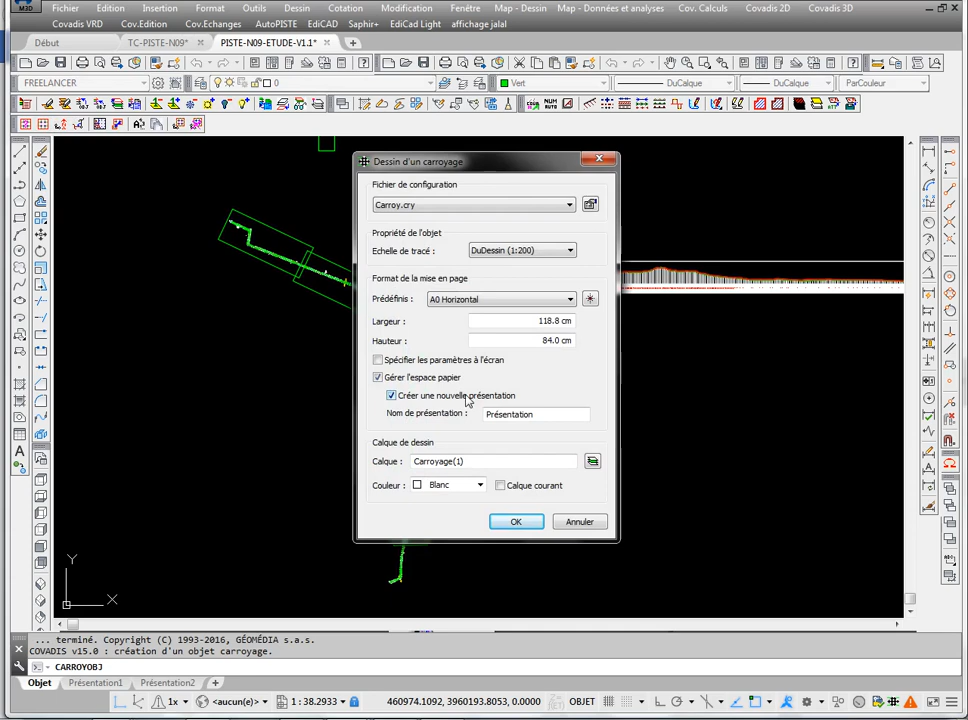 M3D
Fichier Edition Insertion Format Outils Dessin Cotation Modification Fenêtre Map - Dessin Map - Données et analyses Cov. Calculs Covadis 2D Covadis 3D
Covadis VRD Cov.Edition Cov.Echanges AutoPISTE EdiCAD Saphir+ EdiCad Light affichage jalal
Début TC-PISTE-N09* PISTE-N09-ETUDE-V1.1*
FREELANCER 0 Vert DuCalque DuCalque ParCouleur
Dessin d'un carroyage
Fichier de configuration
Carroy.cry
Propriété de l'objet
Echelle de tracé : DuDessin (1:200)
Format de la mise en page
Prédéfinis : A0 Horizontal
Largeur : 118.8 cm
Hauteur : 84.0 cm
Spécifier les paramètres à l'écran
Gérer l'espace papier
Créer une nouvelle présentation
Nom de présentation : Présentation
Calque de dessin
Calque : Carroyage(1)
Couleur : Blanc Calque courant
OK Annuler
Y
X
... terminé. Copyright (C) 1993-2016, GÉOMÉDIA s.a.s.
COVADIS v15.0 : création d'un objet carroyage.
CARROYOBJ
Objet Présentation1 Présentation2 +
1x <aucun(e)> 1:38.2933 460074.1092, 3960193.8053, 0.0000 OBJET